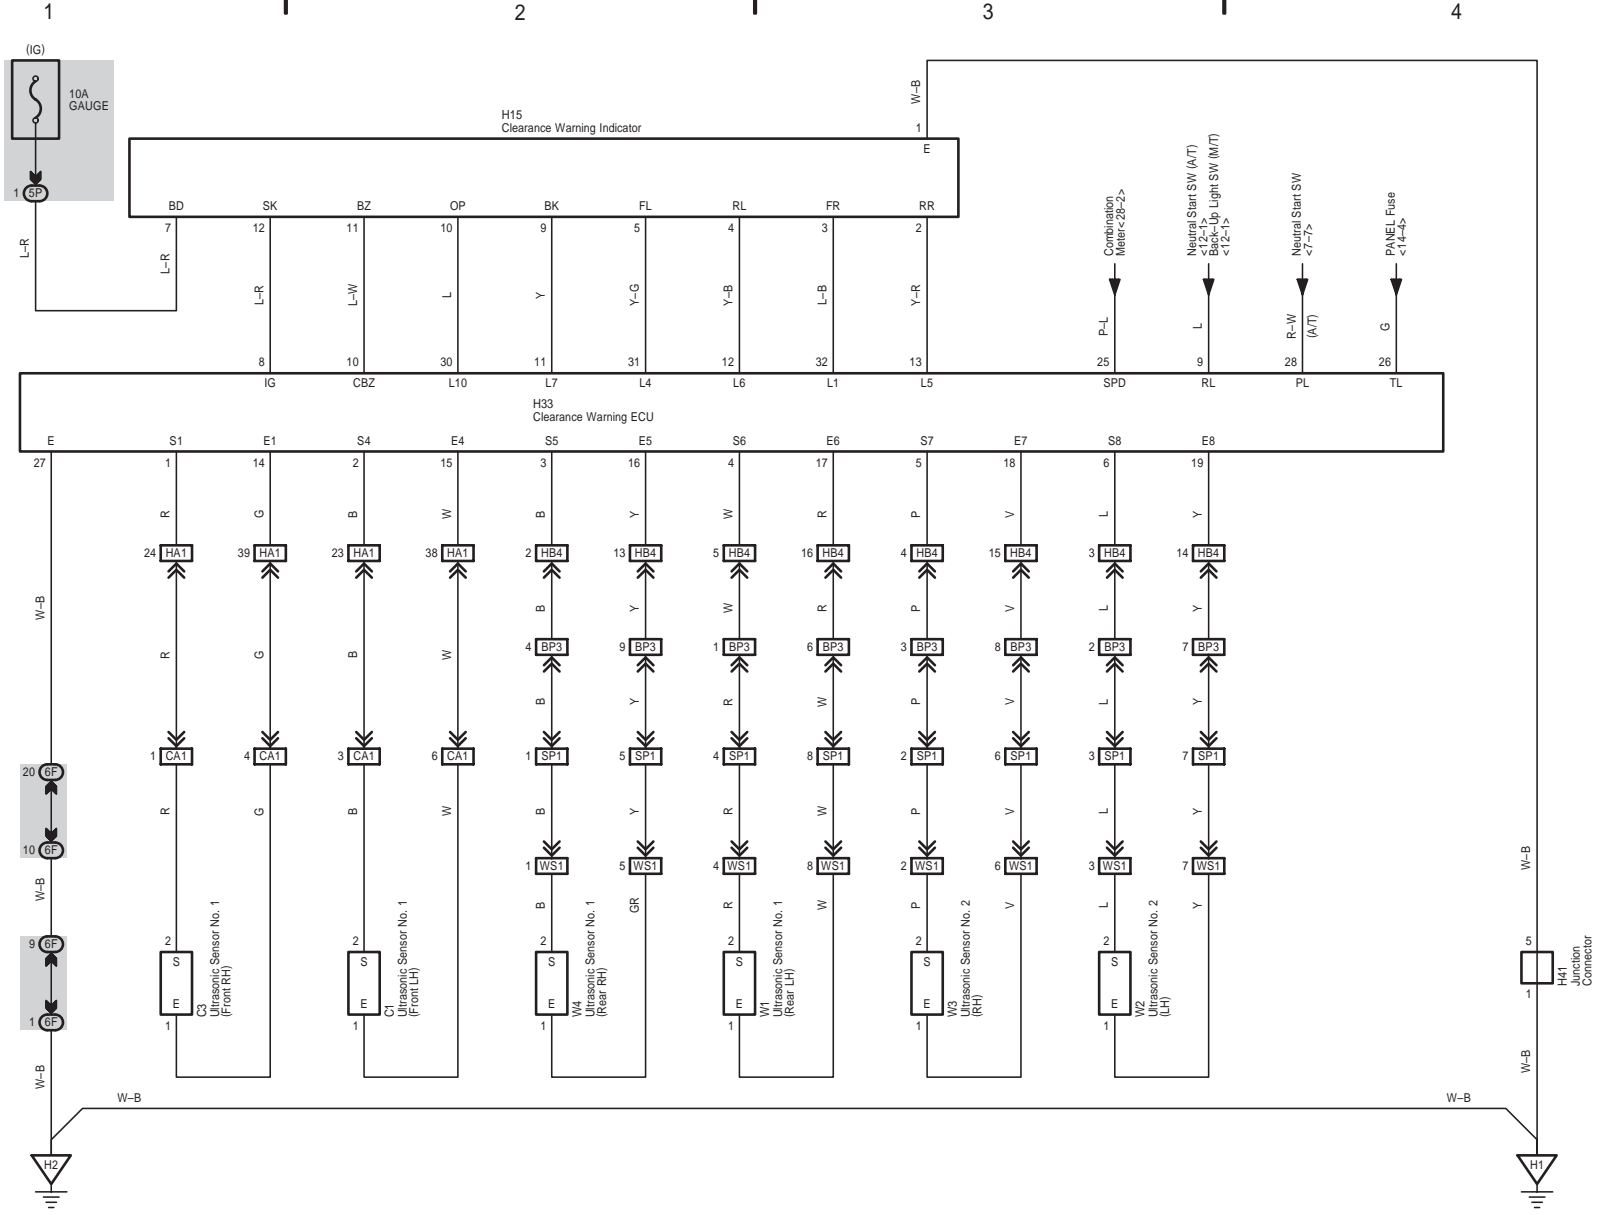 1
2
3
4
(IG)
10A
GAUGE
1 5P
L–R
L–R
H15
Clearance Warning Indicator
W–B
1
E
BD SK BZ OP BK FL RL FR RR
7 12 11 10 9 5 4 3 2
L–R L–W L Y Y–G Y–B L–B Y–R
Combination
Meter<28–2>
Neutral Start SW (A/T)
<12–1>
Back–Up Light SW (M/T)
<12–1>
Neutral Start SW
<7–7>
PANEL Fuse
<14–4>
P–L L R–W (A/T) G
8 10 30 11 31 12 32 13 25 9 28 26
IG CBZ L10 L7 L4 L6 L1 L5 SPD RL PL TL
H33
Clearance Warning ECU
E S1 E1 S4 E4 S5 E5 S6 E6 S7 E7 S8 E8
27 1 14 2 15 3 16 4 17 5 18 6 19
R G B W B Y W R P V L Y
24 HA1 39 HA1 23 HA1 38 HA1 2 HB4 13 HB4 5 HB4 16 HB4 4 HB4 15 HB4 3 HB4 14 HB4
W–B
B Y W R P V L Y
R G B W
4 BP3 9 BP3 1 BP3 6 BP3 3 BP3 8 BP3 2 BP3 7 BP3
B Y R W P V L Y
1 CA1 4 CA1 3 CA1 6 CA1 1 SP1 5 SP1 4 SP1 8 SP1 2 SP1 6 SP1 3 SP1 7 SP1
20 6F
R G B W B Y R W P V L Y
10 6F
1 WS1 5 WS1 4 WS1 8 WS1 2 WS1 6 WS1 3 WS1 7 WS1
W–B
W–B
B GR R W P V L Y
9 6F
2 2 2 2 2 2
5
S S S S S S
E E E E E E
1 1 1 1 1 1
1
C3
Ultrasonic Sensor No. 1
(Front RH)
C1
Ultrasonic Sensor No. 1
(Front LH)
W4
Ultrasonic Sensor No. 1
(Rear RH)
W1
Ultrasonic Sensor No. 1
(Rear LH)
W3
Ultrasonic Sensor No. 2
(RH)
W2
Ultrasonic Sensor No. 2
(LH)
H41
Junction
Connector
1 6F
W–B
W–B
W–B
W–B
H2
H1